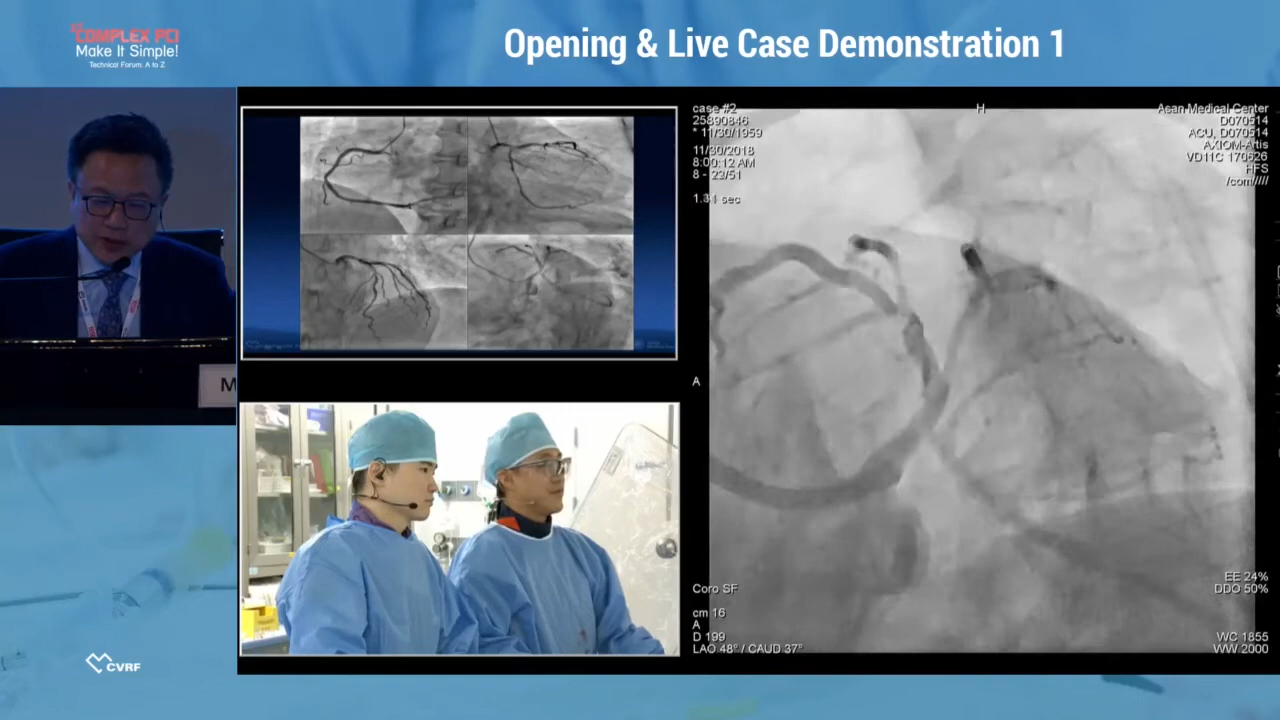 COMPLEX PCI
Make It Simple!
Technical Forum: A to Z
Opening & Live Case Demonstration 1
case #2
25890846
* 11/30/1959
11/30/2018
8:00:12 AM
8 - 23/51
1.31 sec
H
Asan Medical Center
D070514
ACU, D070514
AXIOM-Artis
VD11C 170526
HFS
/com////
A
M
Coro SF
cm 16
A
D 199
LAO 48° / CAUD 37°
EE 24%
DDO 50%
WC 1855
WW 2000
CVRF